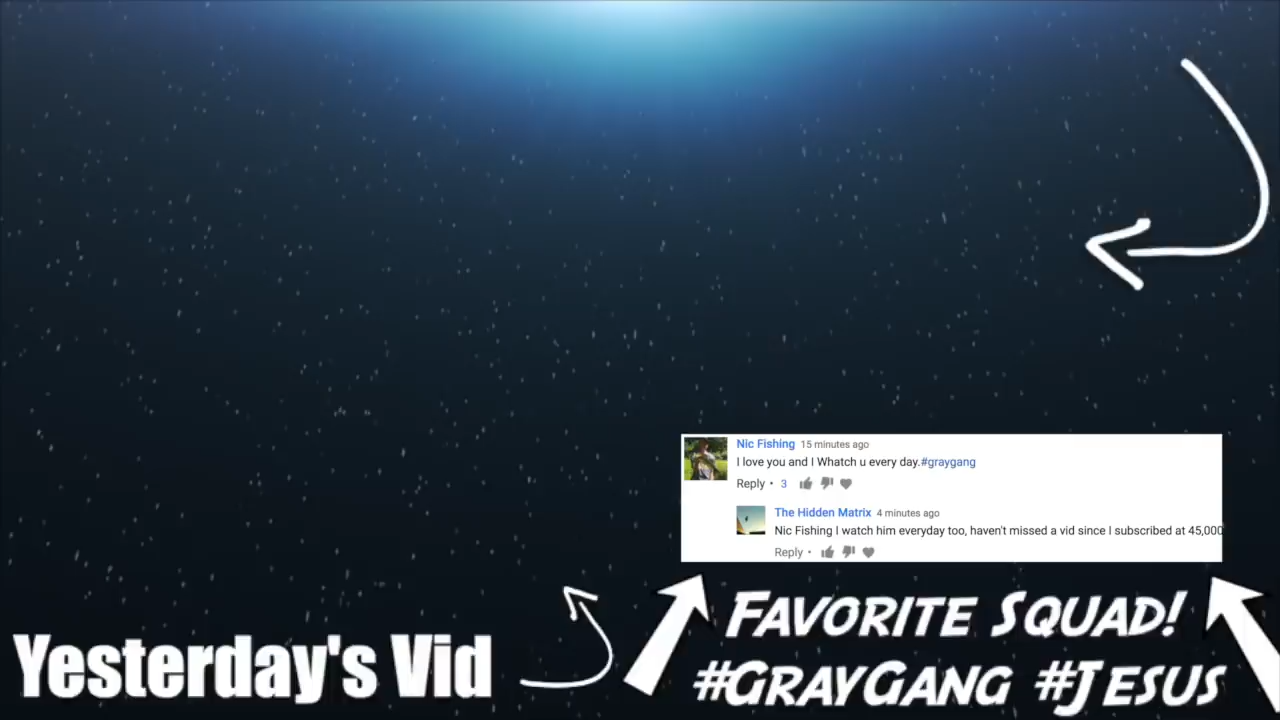 Nic Fishing 15 minutes ago
I love you and I Whatch u every day.#graygang
Reply • 3
The Hidden Matrix 4 minutes ago
Nic Fishing I watch him everyday too, haven't missed a vid since I subscribed at 45,000
Reply •
Favorite Squad!
#GrayGang #Jesus
Yesterday's Vid